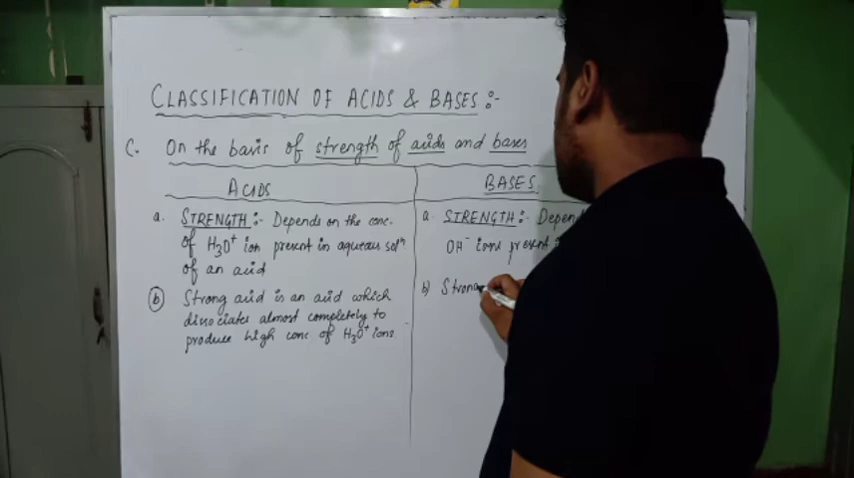 CLASSIFICATION OF ACIDS & BASES :-
C. On the basis of strength of acids and bases
ACIDS
a. STRENGTH :- Depends on the conc.
of H₃O⁺ ion present in aqueous solⁿ
of an acid
(b) Strong acid is an acid which
dissociates almost completely to
produce high conc of H₃O⁺ ions.
BASES
a. STRENGTH :- Depend
OH⁻ ions present
b) Strong